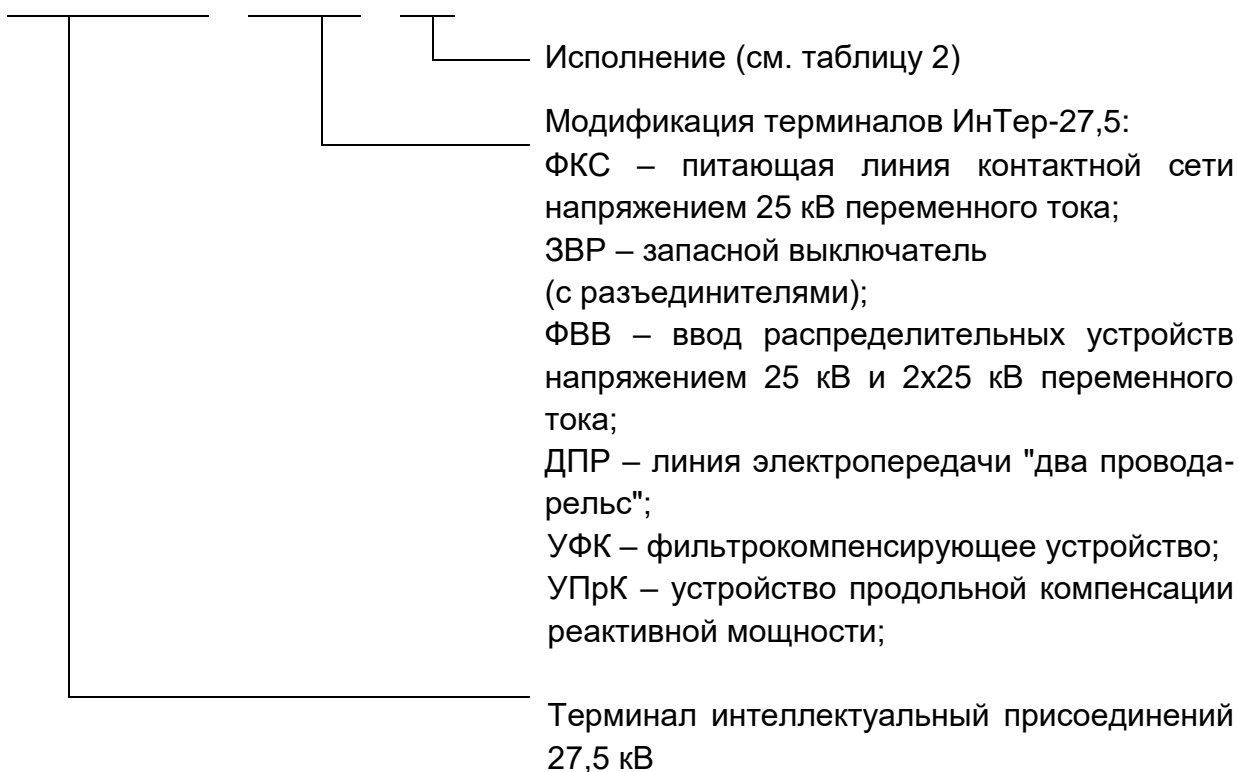 Исполнение (см. таблицу 2)
Модификация терминалов ИнТер-27,5:
ФКС – питающая линия контактной сети
напряжением 25 кВ переменного тока;
ЗВР – запасной выключатель
(с разъединителями);
ФВВ – ввод распределительных устройств
напряжением 25 кВ и 2х25 кВ переменного
тока;
ДПР – линия электропередачи "два провода-
рельс";
УФК – фильтрокомпенсирующее устройство;
УПрК – устройство продольной компенсации
реактивной мощности;
Терминал интеллектуальный присоединений
27,5 кВ